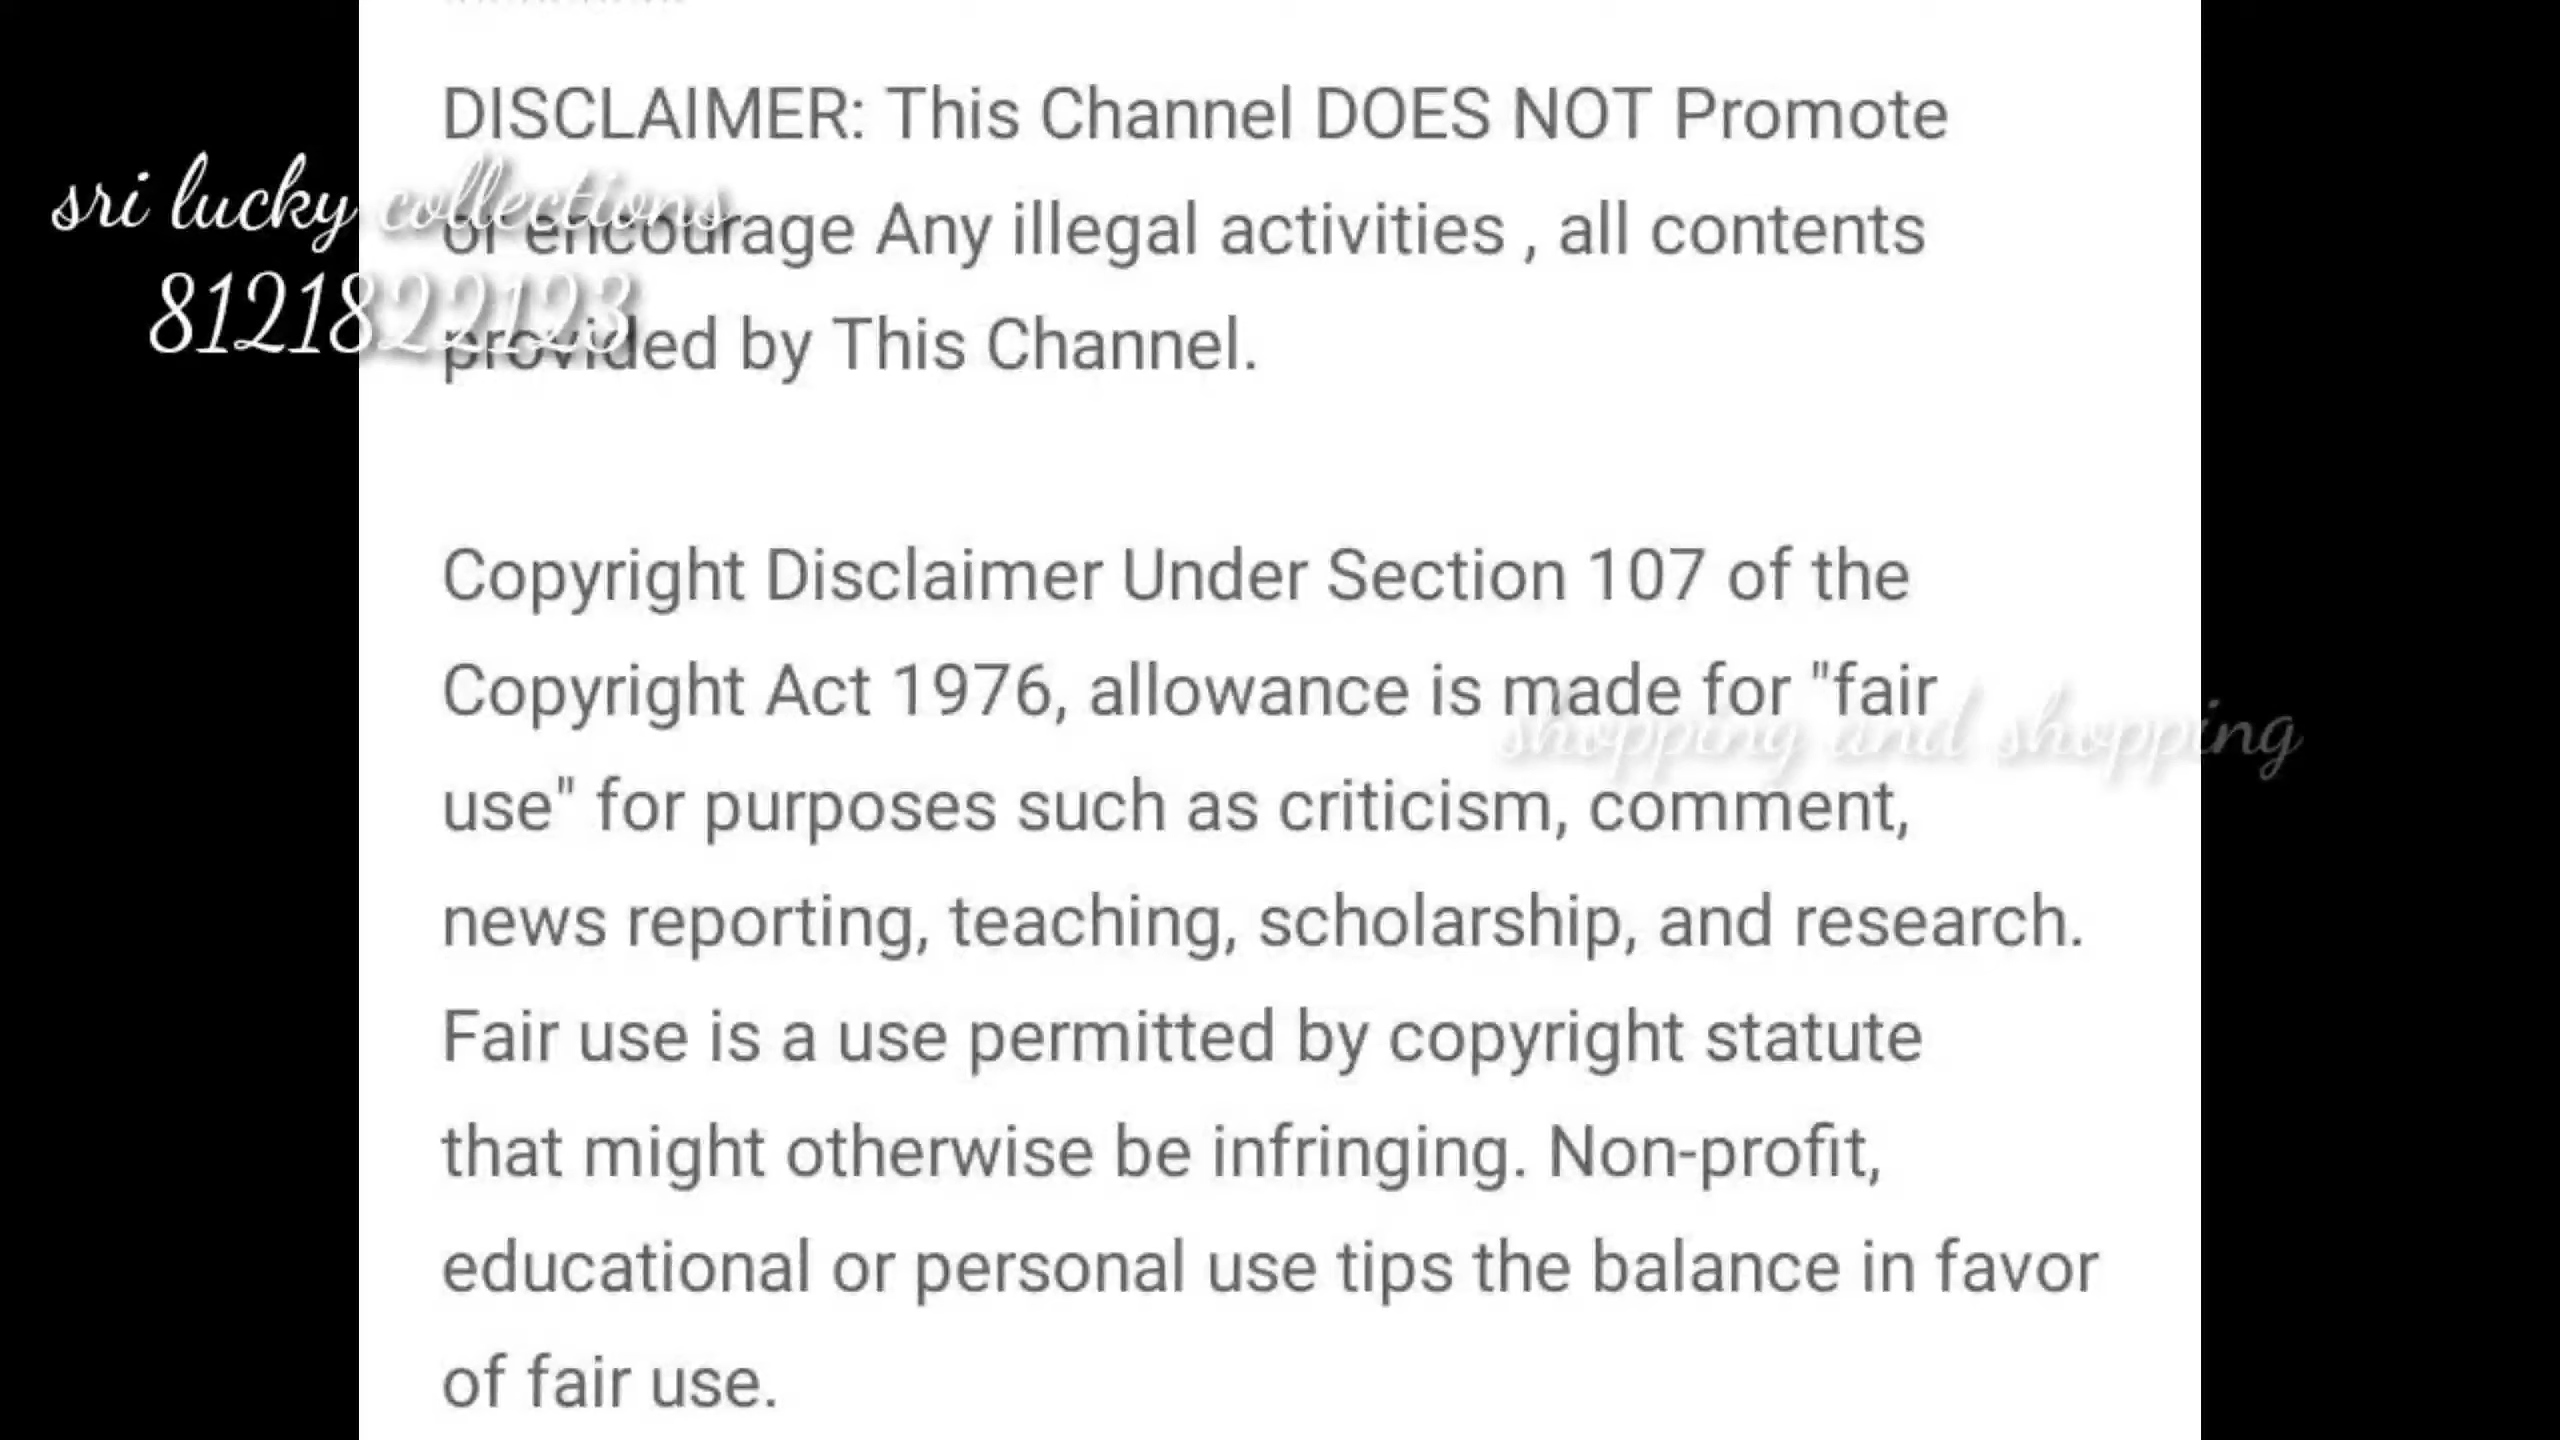 DISCLAIMER: This Channel DOES NOT Promote
sri lucky collections
or encourage Any illegal activities , all contents
8121822123
provided by This Channel.
Copyright Disclaimer Under Section 107 of the
Copyright Act 1976, allowance is made for "fair
shopping and shopping
use" for purposes such as criticism, comment,
news reporting, teaching, scholarship, and research.
Fair use is a use permitted by copyright statute
that might otherwise be infringing. Non-profit,
educational or personal use tips the balance in favor
of fair use.